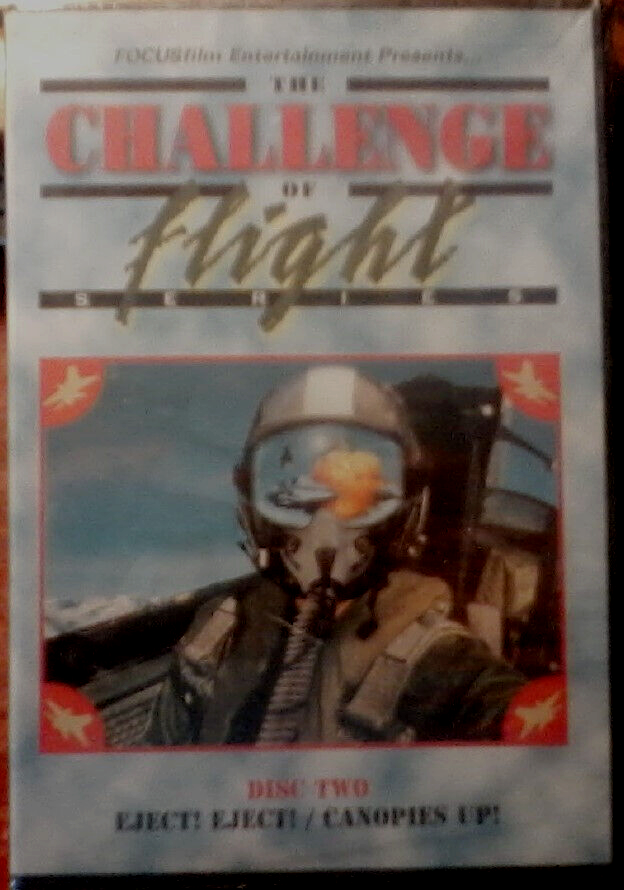 FOCUSfilm Entertainment Presents...
THE
CHALLENGE
OF
flight
SERIES
DISC TWO
EJECT! EJECT! / CANOPIES UP!